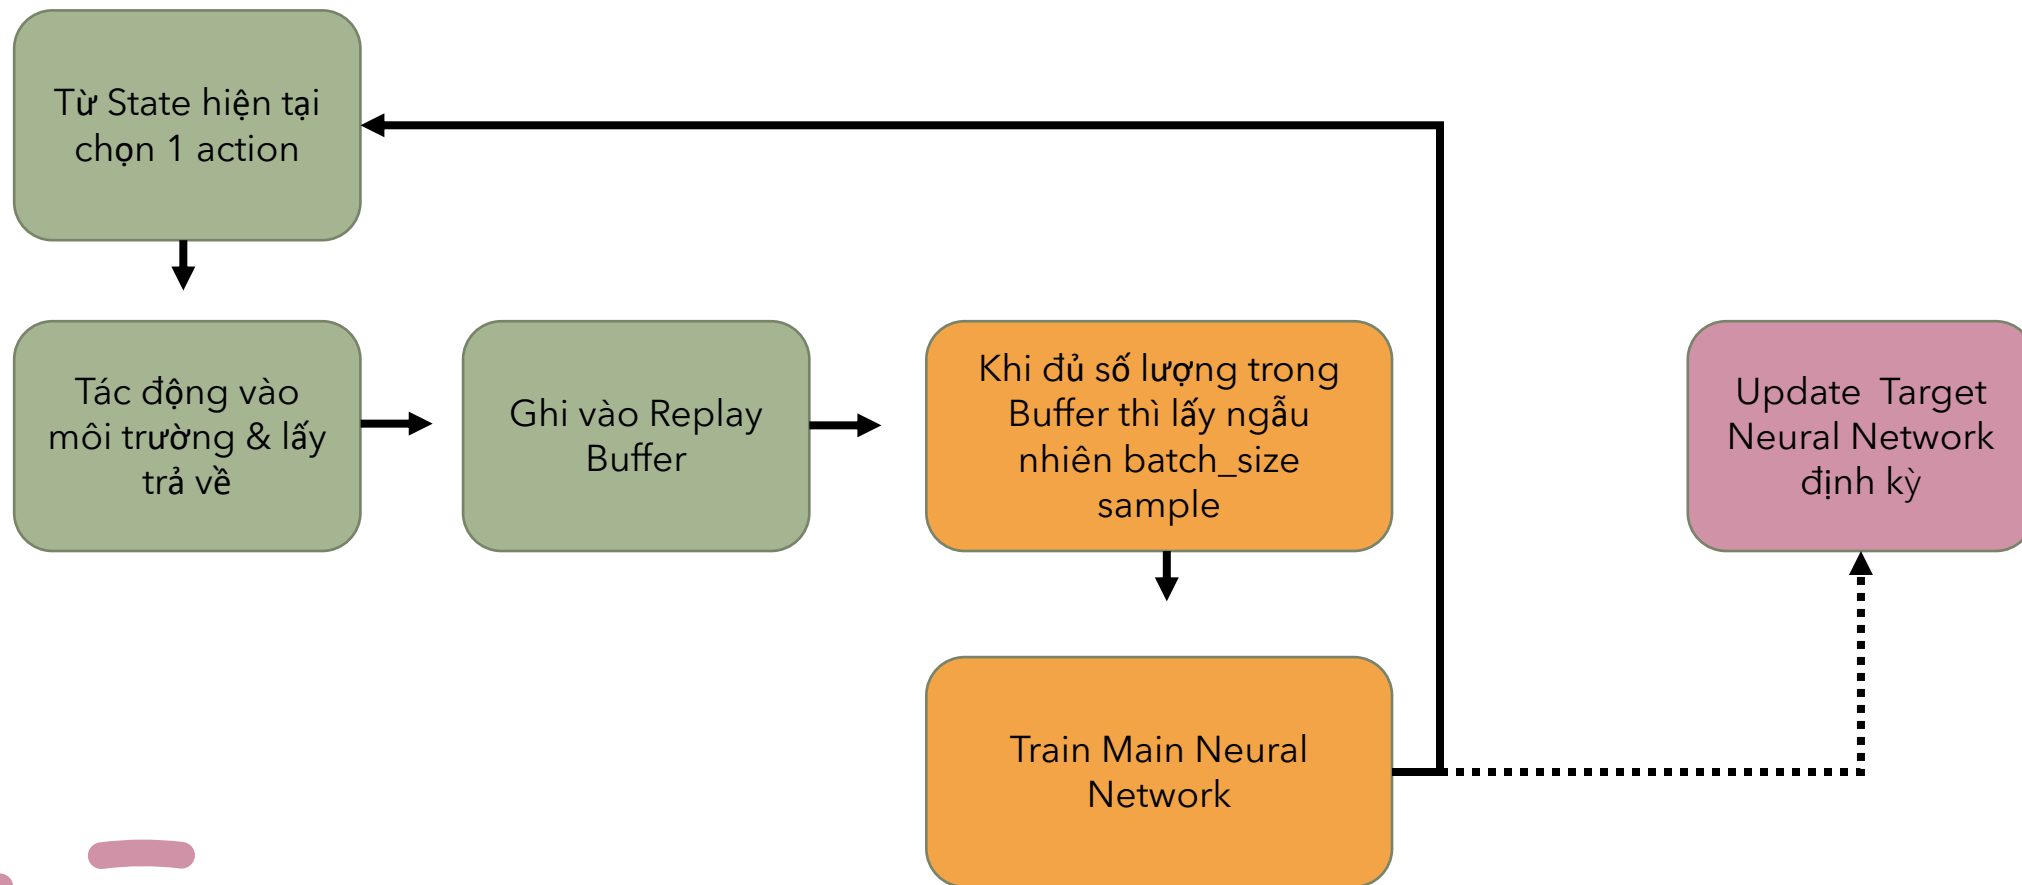 Từ State hiện tại
chọn 1 action
Tác động vào
môi trường & lấy
trả về
Ghi vào Replay
Buffer
Khi đủ số lượng trong
Buffer thì lấy ngẫu
nhiên batch_size
sample
Update  Target
Neural Network
định kỳ
Train Main Neural
Network